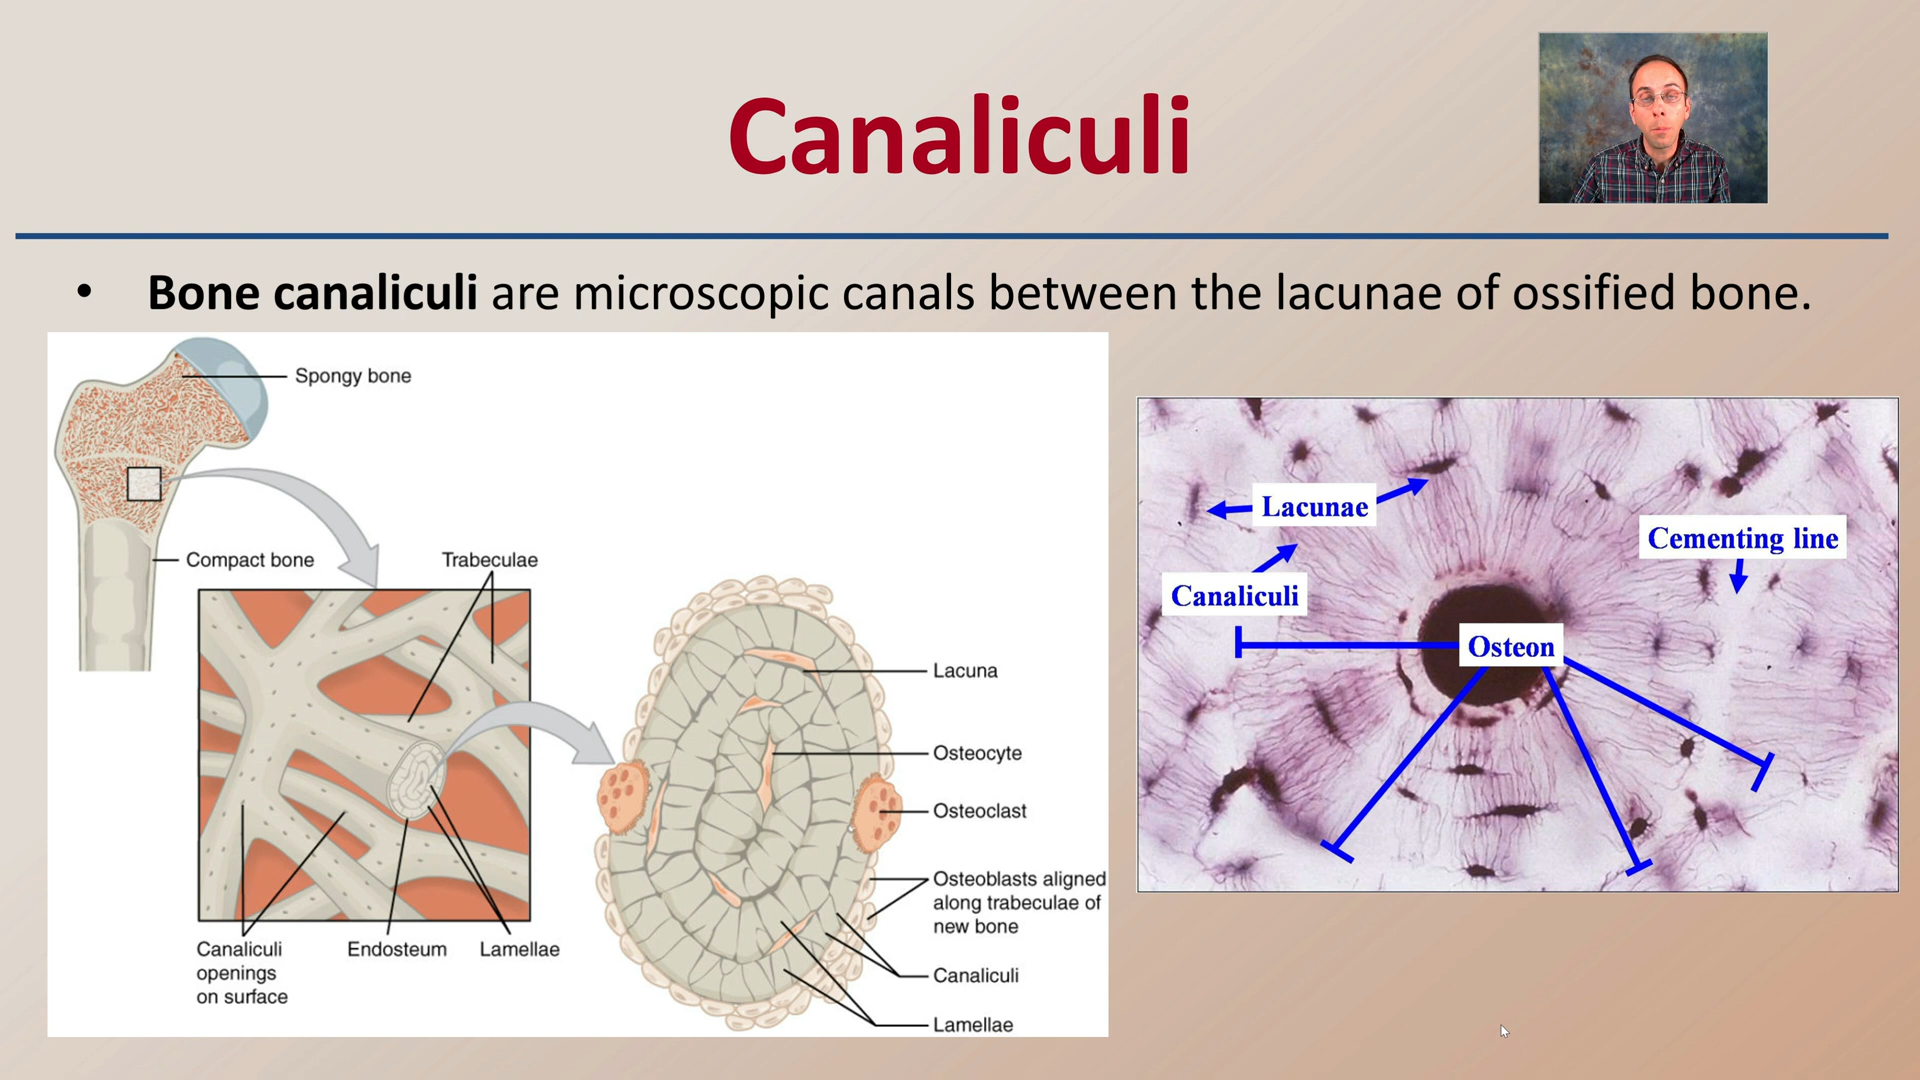 Canaliculi
• Bone canaliculi are microscopic canals between the lacunae of ossified bone.
Spongy bone
Compact bone
Trabeculae
Canaliculi
openings
on surface
Endosteum
Lamellae
Lacuna
Osteocyte
Osteoclast
Osteoblasts aligned
along trabeculae of
new bone
Canaliculi
Lamellae
Lacunae
Cementing line
Canaliculi
Osteon